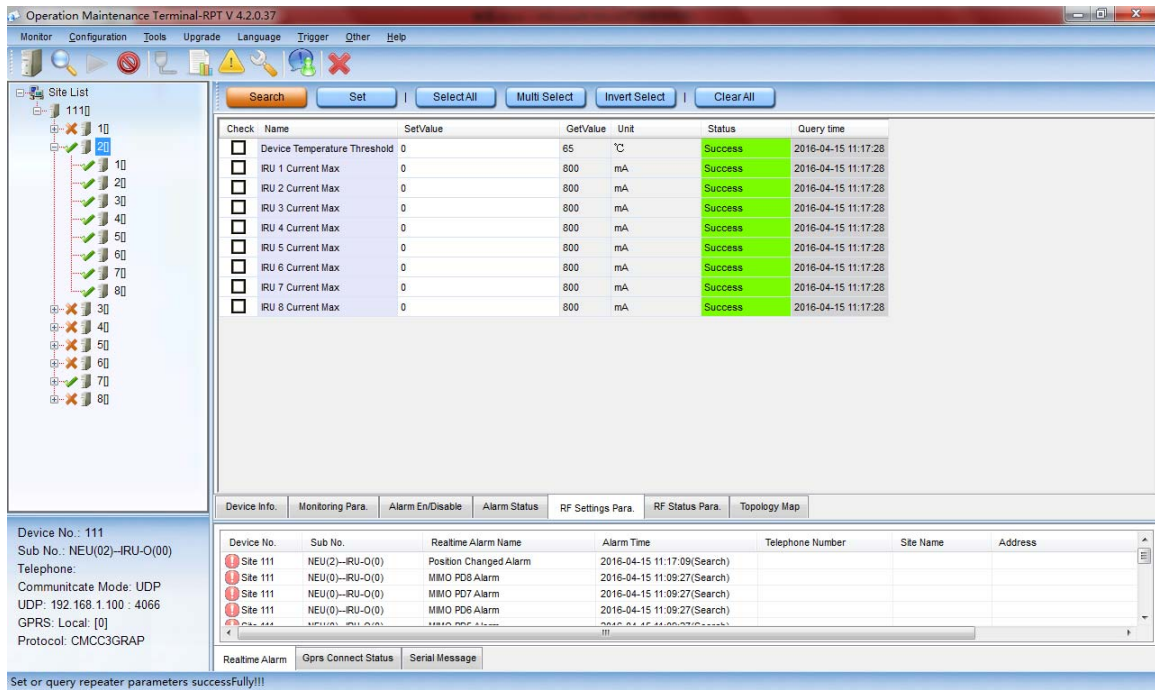 Operation Maintenance Terminal-RPT V 4.2.0.37
Monitor Configuration Tools Upgrade Language Trigger Other Help
Site List
111[]
1[]
2[]
1[]
2[]
3[]
4[]
5[]
6[]
7[]
8[]
3[]
4[]
5[]
6[]
7[]
8[]
Search Set | Select All Multi Select Invert Select | Clear All
Check Name SetValue GetValue Unit Status Query time
Device Temperature Threshold 0 65 ℃ Success 2016-04-15 11:17:28
IRU 1 Current Max 0 800 mA Success 2016-04-15 11:17:28
IRU 2 Current Max 0 800 mA Success 2016-04-15 11:17:28
IRU 3 Current Max 0 800 mA Success 2016-04-15 11:17:28
IRU 4 Current Max 0 800 mA Success 2016-04-15 11:17:28
IRU 5 Current Max 0 800 mA Success 2016-04-15 11:17:28
IRU 6 Current Max 0 800 mA Success 2016-04-15 11:17:28
IRU 7 Current Max 0 800 mA Success 2016-04-15 11:17:28
IRU 8 Current Max 0 800 mA Success 2016-04-15 11:17:28
Device Info. Monitoring Para. Alarm En/Disable Alarm Status RF Settings Para. RF Status Para. Topology Map
Device No.: 111
Sub No.: NEU(02)--IRU-O(00)
Telephone:
Communitcate Mode: UDP
UDP: 192.168.1.100 : 4066
GPRS: Local: [0]
Protocol: CMCC3GRAP
Device No. Sub No. Realtime Alarm Name Alarm Time Telephone Number Site Name Address
Site 111 NEU(2)--IRU-O(0) Position Changed Alarm 2016-04-15 11:17:09(Search)
Site 111 NEU(0)--IRU-O(0) MIMO PD8 Alarm 2016-04-15 11:09:27(Search)
Site 111 NEU(0)--IRU-O(0) MIMO PD7 Alarm 2016-04-15 11:09:27(Search)
Site 111 NEU(0)--IRU-O(0) MIMO PD6 Alarm 2016-04-15 11:09:27(Search)
Realtime Alarm Gprs Connect Status Serial Message
Set or query repeater parameters succesFully!!!